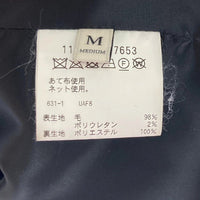 M
MEDIUM
11 7653
あて布使用
ネット使用。
631-1 UAF8
表生地 毛 98%
ポリウレタン 2%
裏生地 ポリエステル 100%